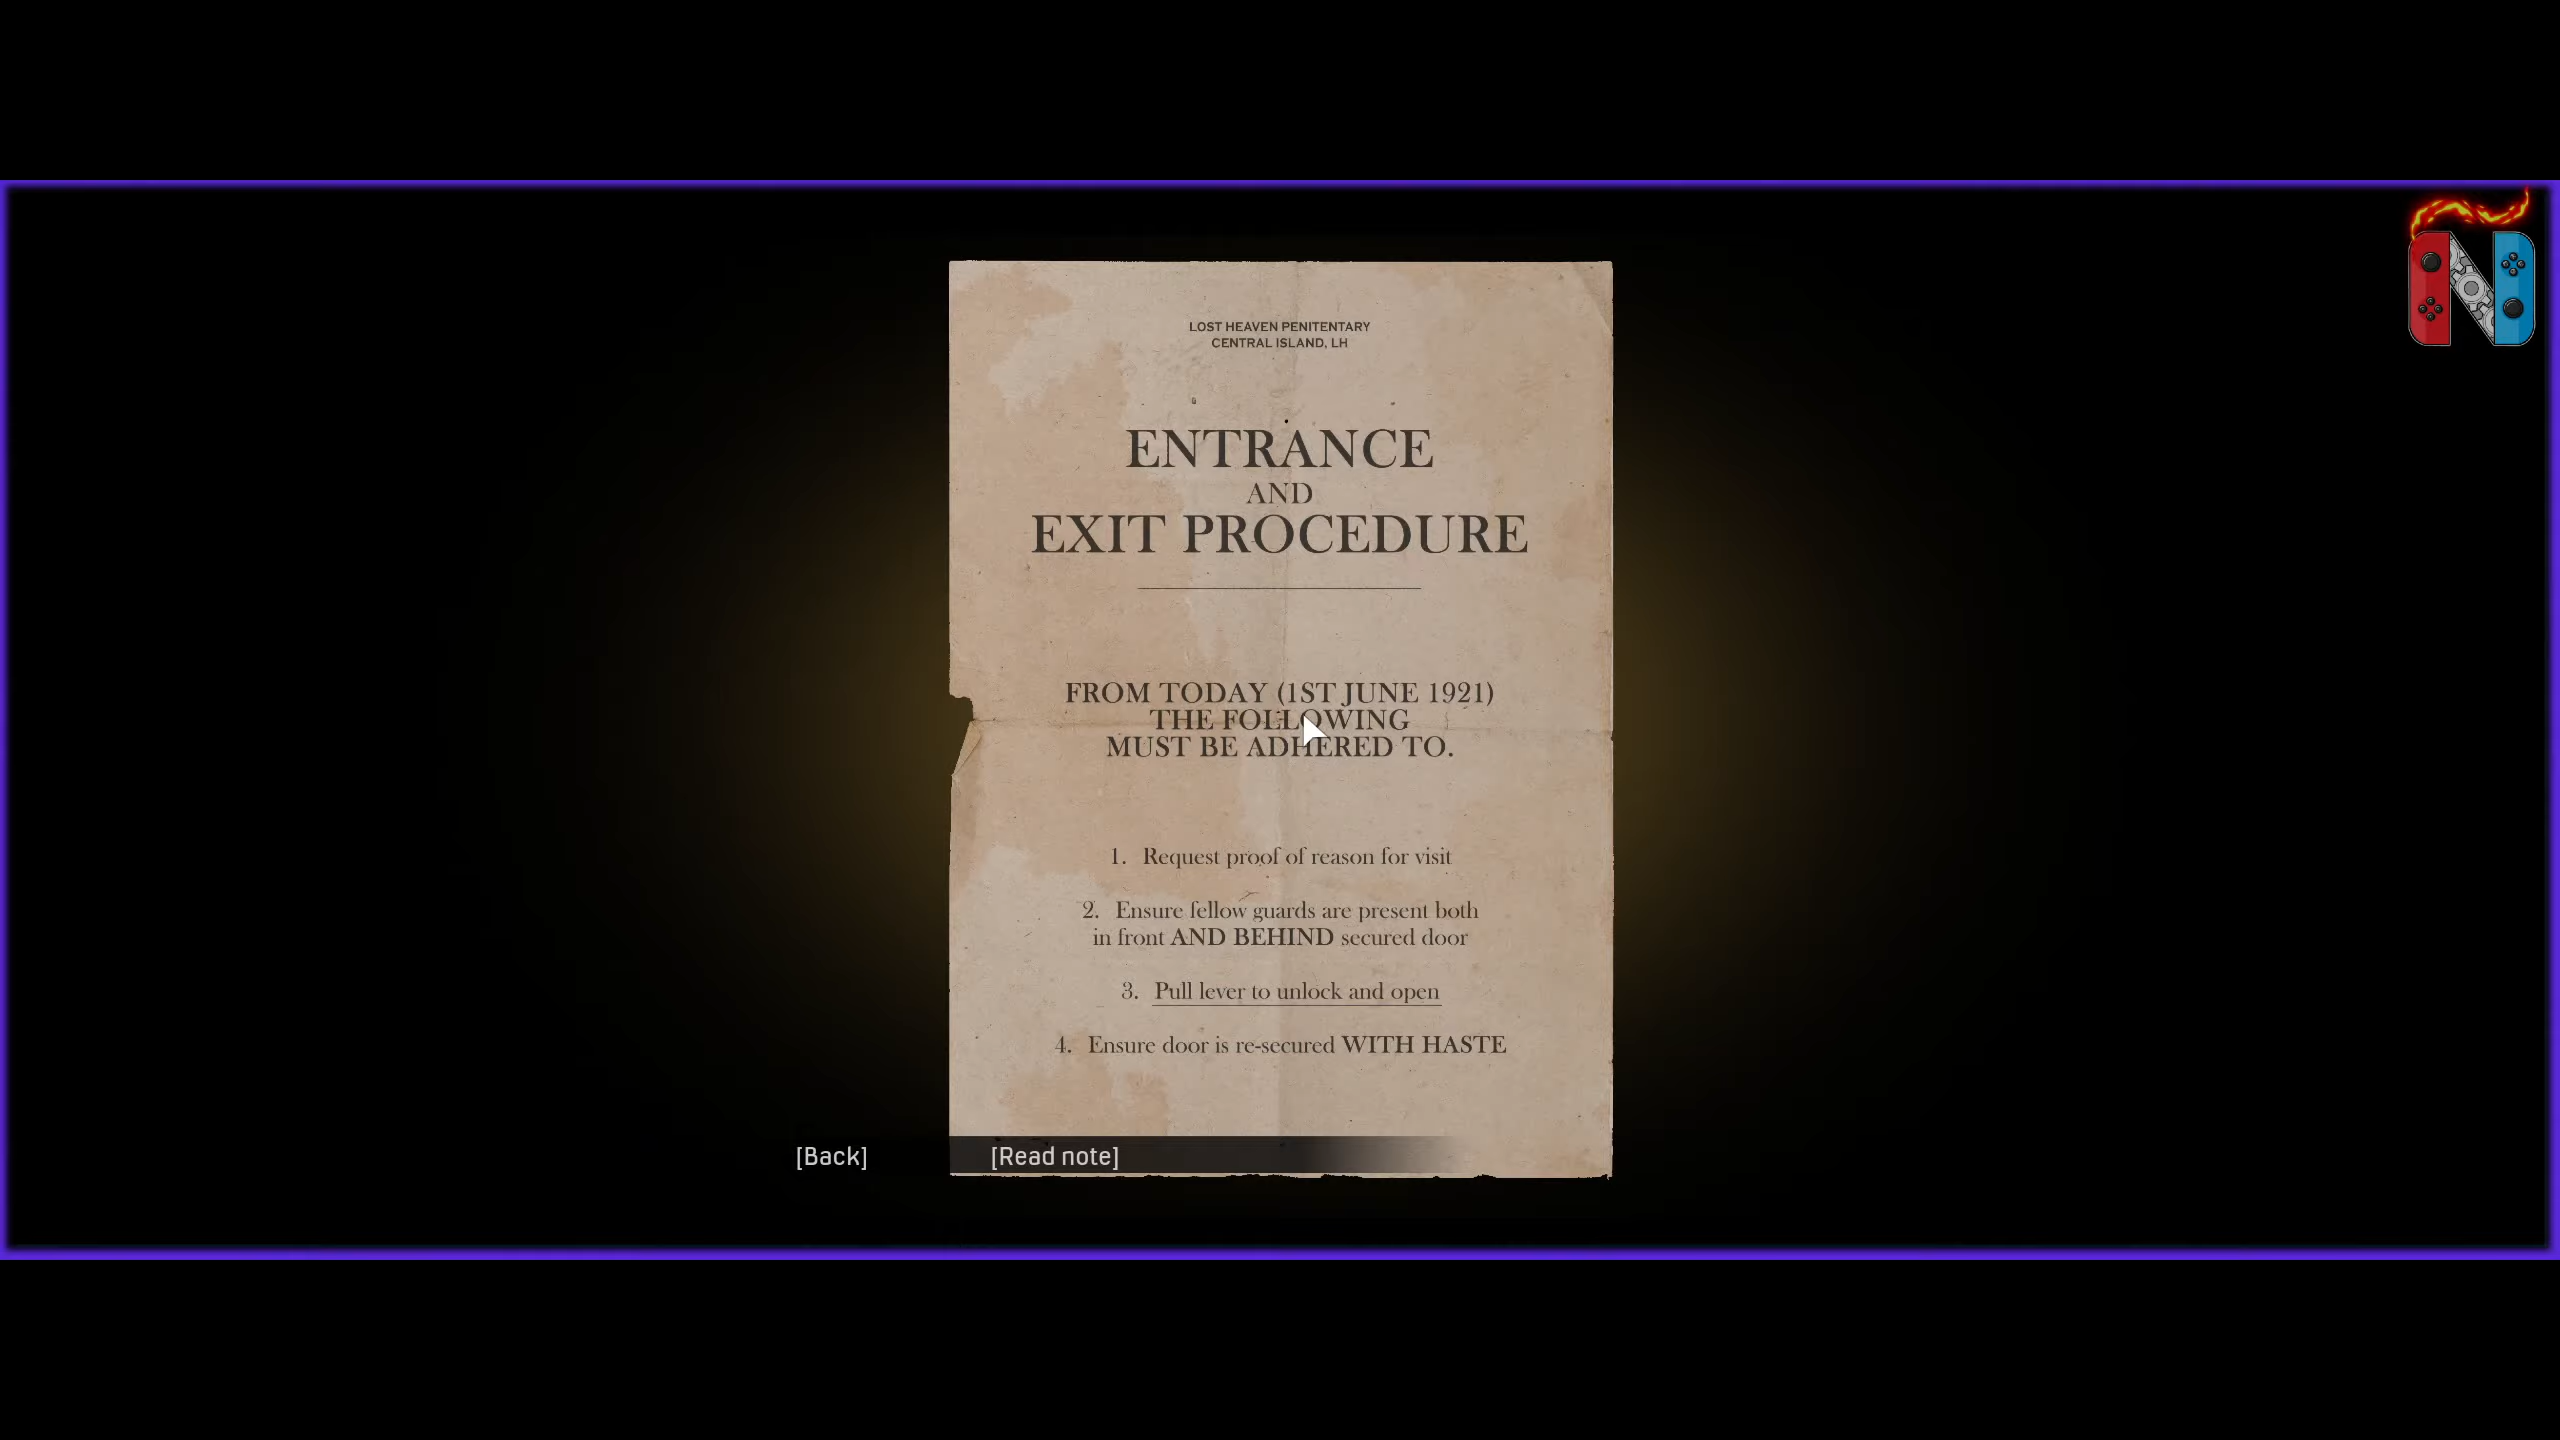 LOST HEAVEN PENITENTARY
CENTRAL ISLAND, LH
ENTRANCE
AND
EXIT PROCEDURE
FROM TODAY (1ST JUNE 1921)
THE FOLLOWING
MUST BE ADHERED TO.
1. Request proof of reason for visit
2. Ensure fellow guards are present both
in front AND BEHIND secured door
3. Pull lever to unlock and open
4. Ensure door is re-secured WITH HASTE
[Back] [Read note]